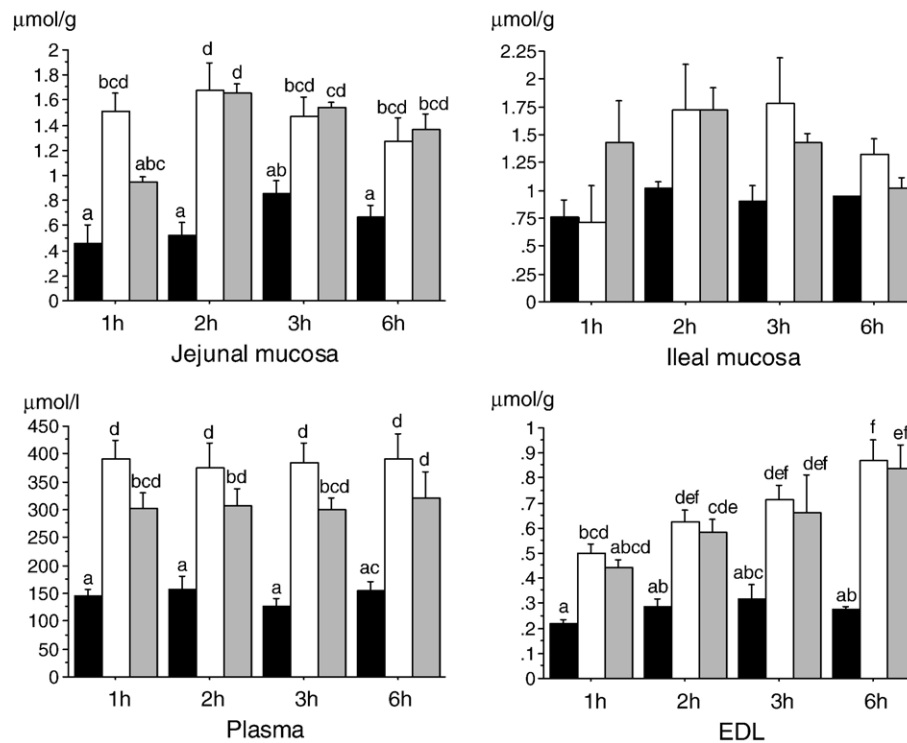 μmol/g
2
1.8
1.6
1.4
1.2
1
.8
.6
.4
.2
0
a bcd abc
a d d
ab bcd cd
a bcd bcd
1h 2h 3h 6h
Jejunal mucosa
μmol/g
2.25
2
1.75
1.5
1.25
1
0.75
.5
.25
0
1h 2h 3h 6h
Ileal mucosa
μmol/l
450
400
350
300
250
200
150
100
50
0
a d bcd
a d bd
a d bcd
ac d d
1h 2h 3h 6h
Plasma
μmol/g
1
.9
.8
.7
.6
.5
.4
.3
.2
.1
0
a bcd abcd
ab def cde
abc def def
ab f ef
1h 2h 3h 6h
EDL